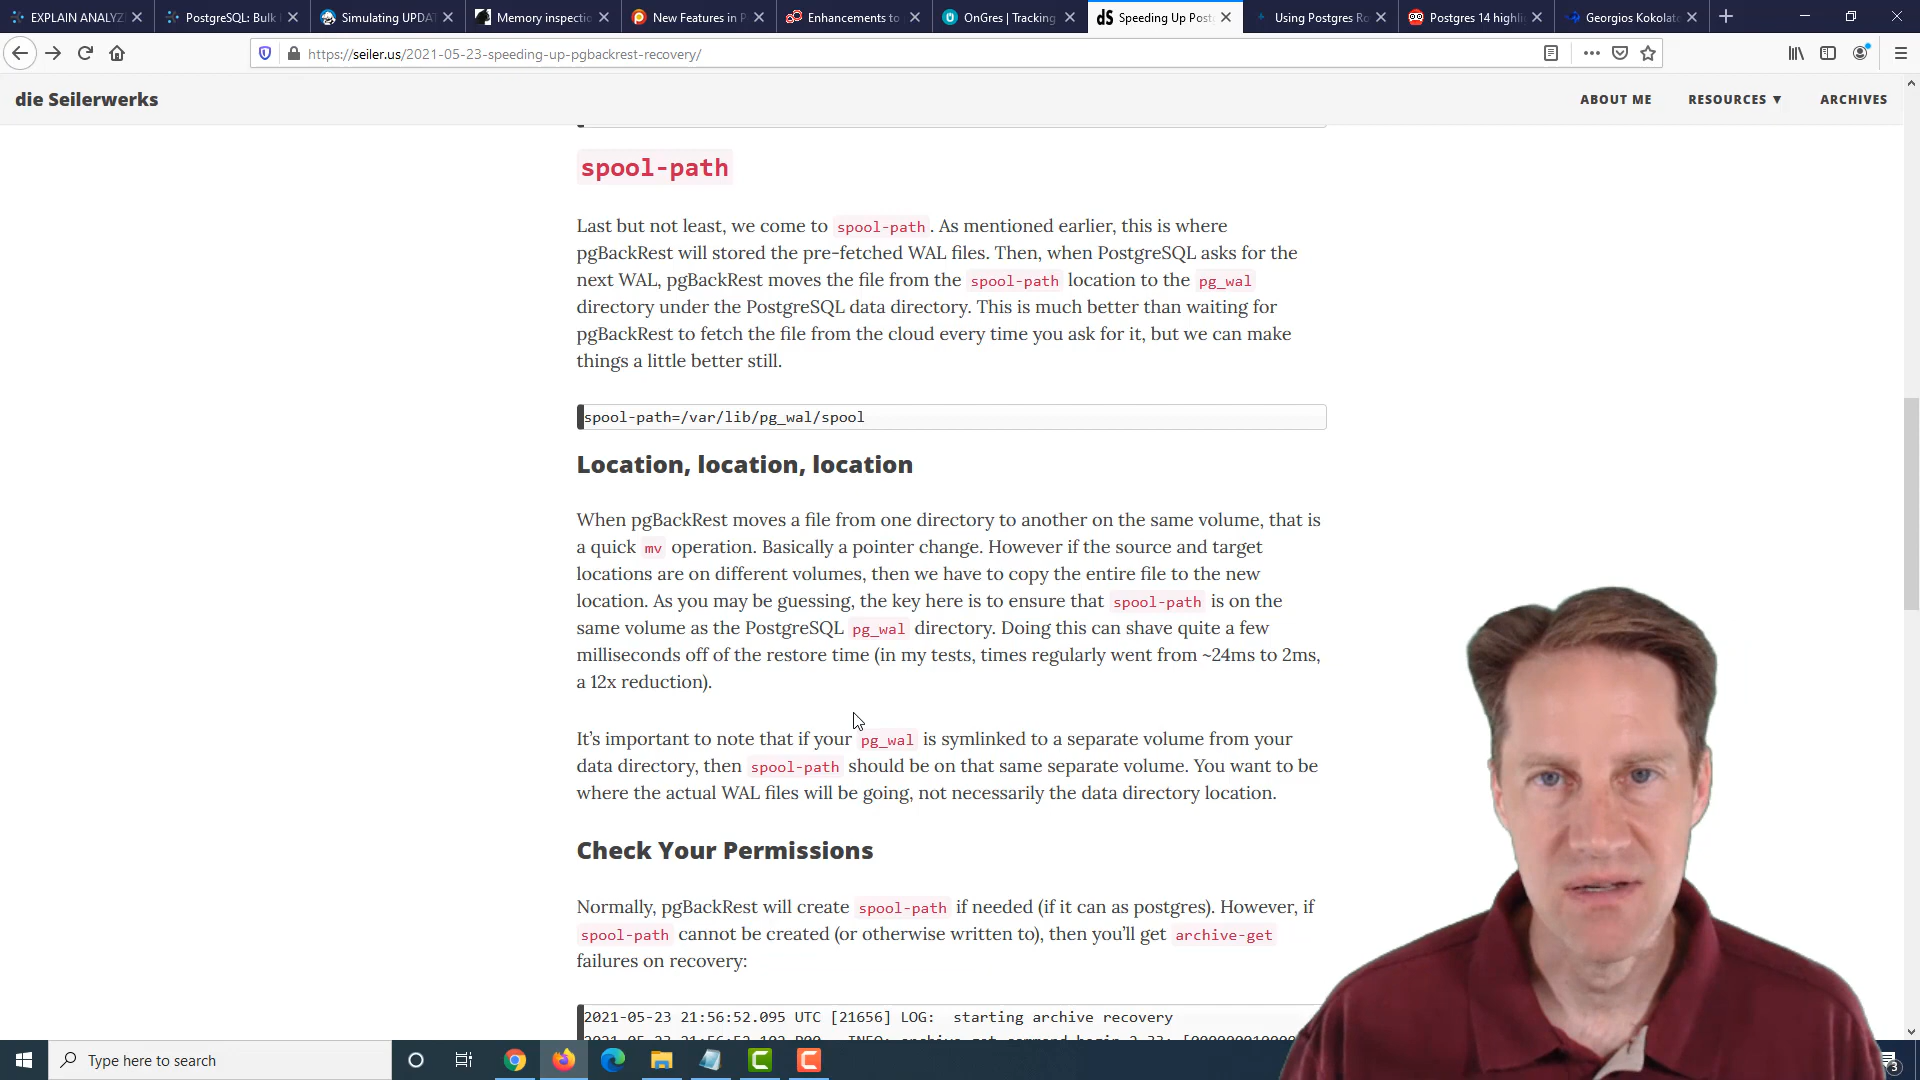 EXPLAIN ANALYZ
PostgreSQL: Bulk
Simulating UPDA
Memory inspecti
New Features in P
Enhancements to
OnGres | Tracking
dS Speeding Up Post
Using Postgres Ro
Postgres 14 highli
Georgios Kokolat
https://seiler.us/2021-05-23-speeding-up-pgbackrest-recovery/
die Seilerwerks
ABOUT ME
RESOURCES ▼
ARCHIVES
spool-path
Last but not least, we come to spool-path. As mentioned earlier, this is where
pgBackRest will stored the pre-fetched WAL files. Then, when PostgreSQL asks for the
next WAL, pgBackRest moves the file from the spool-path location to the pg_wal
directory under the PostgreSQL data directory. This is much better than waiting for
pgBackRest to fetch the file from the cloud every time you ask for it, but we can make
things a little better still.
spool-path=/var/lib/pg_wal/spool
Location, location, location
When pgBackRest moves a file from one directory to another on the same volume, that is
a quick mv operation. Basically a pointer change. However if the source and target
locations are on different volumes, then we have to copy the entire file to the new
location. As you may be guessing, the key here is to ensure that spool-path is on the
same volume as the PostgreSQL pg_wal directory. Doing this can shave quite a few
milliseconds off of the restore time (in my tests, times regularly went from ~24ms to 2ms,
a 12x reduction).
It's important to note that if your pg_wal is symlinked to a separate volume from your
data directory, then spool-path should be on that same separate volume. You want to be
where the actual WAL files will be going, not necessarily the data directory location.
Check Your Permissions
Normally, pgBackRest will create spool-path if needed (if it can as postgres). However, if
spool-path cannot be created (or otherwise written to), then you'll get archive-get
failures on recovery:
2021-05-23 21:56:52.095 UTC [21656] LOG:  starting archive recovery
Type here to search
3